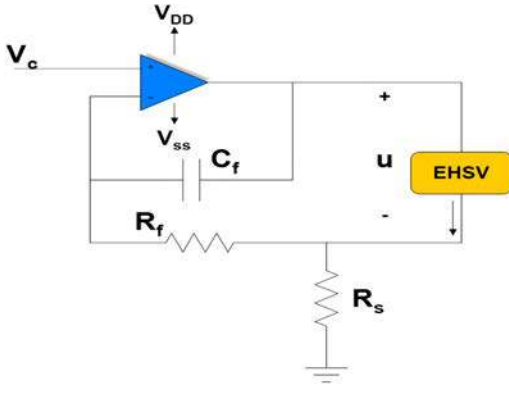 V_DD
V_c
+
-
V_ss
C_f
+
u
EHSV
-
R_f
R_s